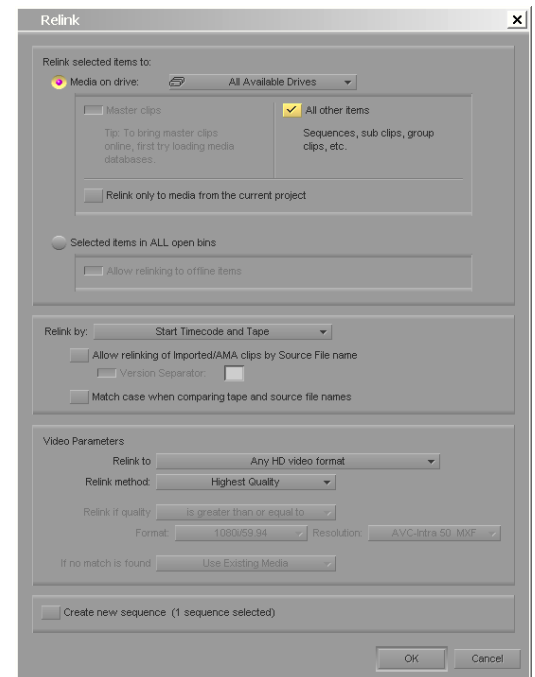 Relink
Relink selected items to:
Media on drive: All Available Drives
Master clips
Tip: To bring master clips
online, first try loading media
databases.
All other items
Sequences, sub clips, group
clips, etc.
Relink only to media from the current project
Selected items in ALL open bins
Allow relinking to offline items
Relink by: Start Timecode and Tape
Allow relinking of Imported/AMA clips by Source File name
Version Separator:
Match case when comparing tape and source file names
Video Parameters
Relink to Any HD video format
Relink method: Highest Quality
Relink if quality is greater than or equal to
Format: 1080i/59.94 Resolution: AVC-Intra 50 MXF
If no match is found Use Existing Media
Create new sequence (1 sequence selected)
OK Cancel